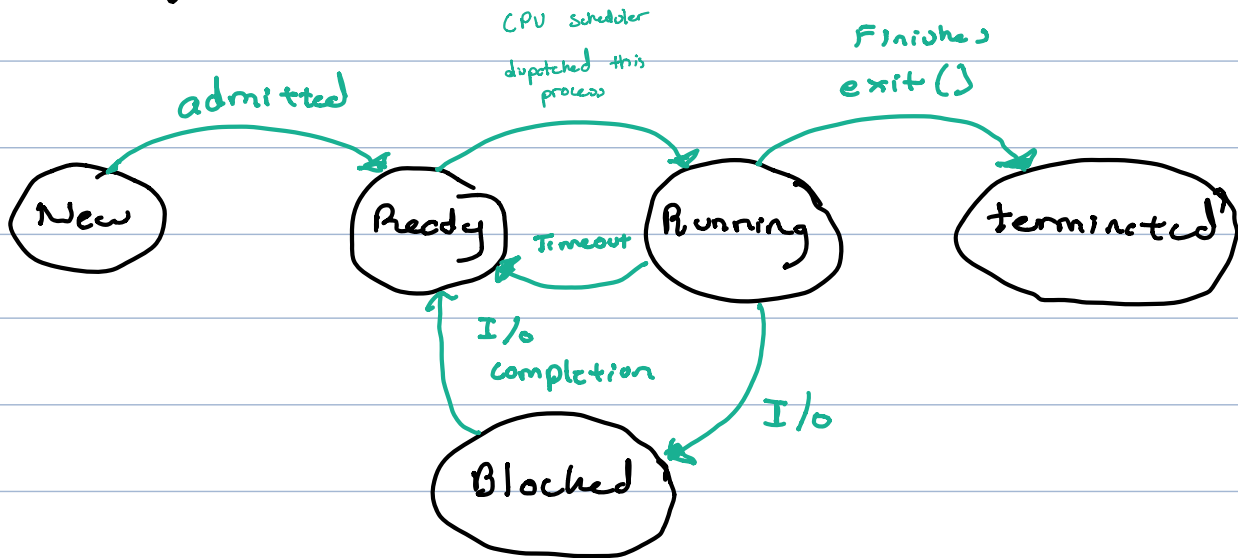 CPU scheduler
dispatched this
process
Finishes
exit()
admitted
New
Ready
Running
terminated
Timeout
I/o
completion
I/o
Blocked